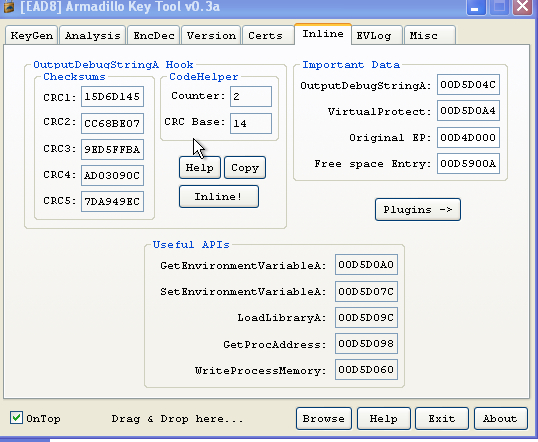 [EAD8] Armadillo Key Tool v0.3a
KeyGen Analysis EncDec Version Certs Inline EVLog Misc
OutputDebugStringA Hook
Checksums
CRC1: 15D6D145
CRC2: CC68BE07
CRC3: 9ED5FFBA
CRC4: AD03090C
CRC5: 7DA949EC
CodeHelper
Counter: 2
CRC Base: 14
Help Copy
Inline!
Important Data
OutputDebugStringA: 00D5D04C
VirtualProtect: 00D5D0A4
Original EP: 00D4D000
Free space Entry: 00D5900A
Plugins ->
Useful APIs
GetEnvironmentVariableA: 00D5D0A0
SetEnvironmentVariableA: 00D5D07C
LoadLibraryA: 00D5D09C
GetProcAddress: 00D5D098
WriteProcessMemory: 00D5D060
OnTop Drag & Drop here... Browse Help Exit About